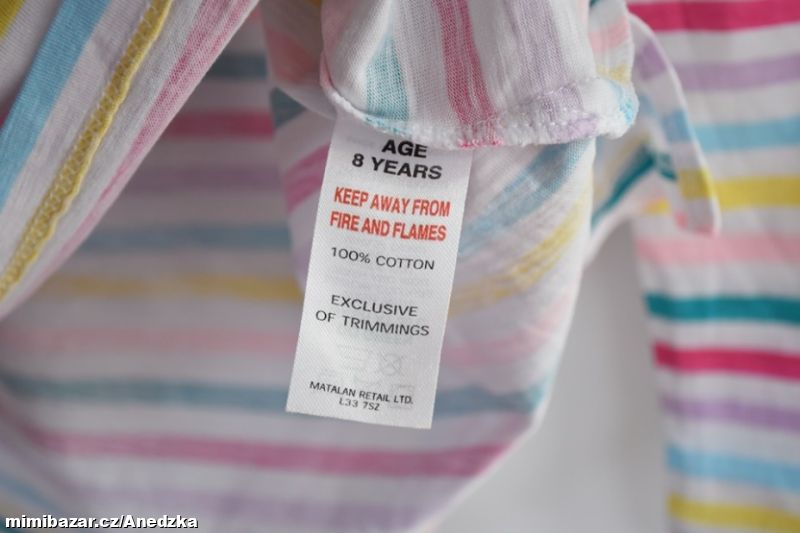 AGE
8 YEARS
KEEP AWAY FROM
FIRE AND FLAMES
100% COTTON
EXCLUSIVE
OF TRIMMINGS
MATALAN RETAIL LTD.
L33 7SZ
mimibazar.cz/Anedzka